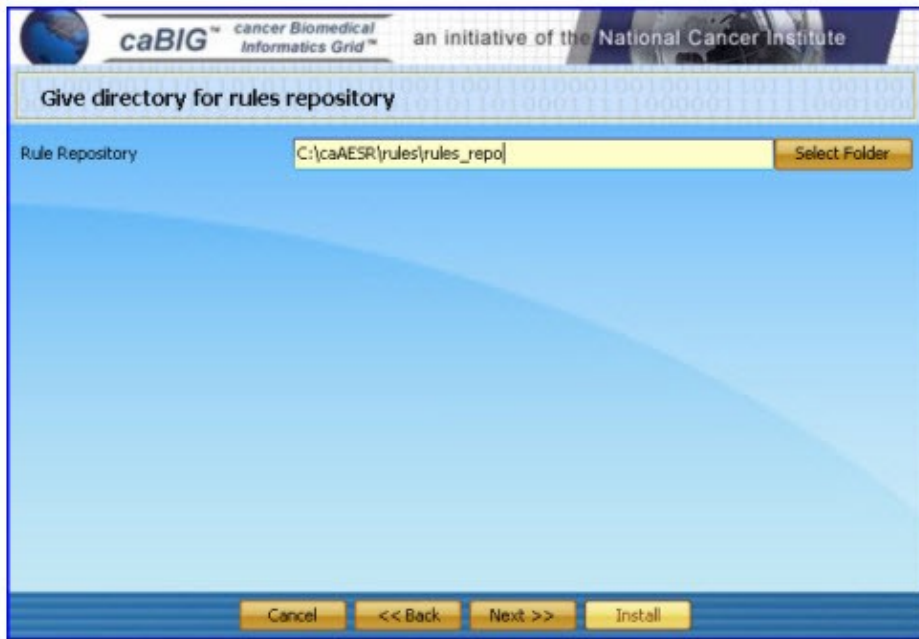 caBIG™ cancer Biomedical
Informatics Grid™
an initiative of the National Cancer Institute
Give directory for rules repository
Rule Repository C:\caAESR\rules\rules_repo Select Folder
Cancel << Back Next >> Install